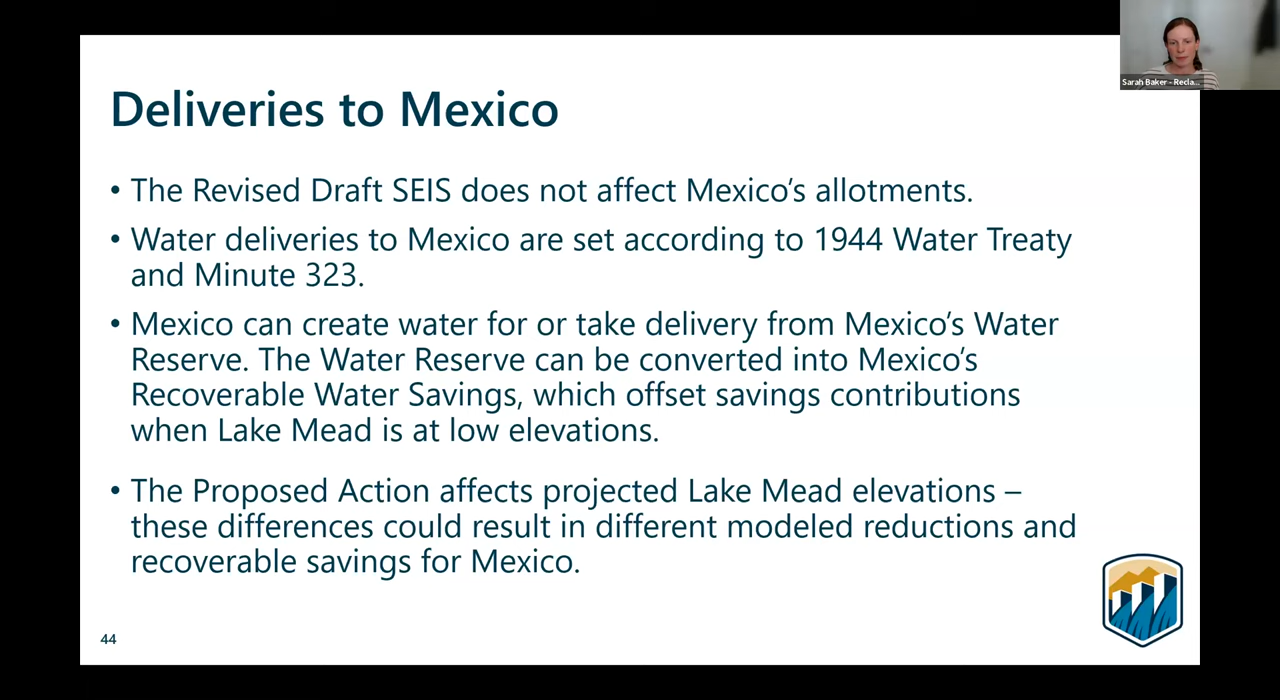 Sarah Baker - Recla...
Deliveries to Mexico
• The Revised Draft SEIS does not affect Mexico’s allotments.
• Water deliveries to Mexico are set according to 1944 Water Treaty
and Minute 323.
• Mexico can create water for or take delivery from Mexico’s Water
Reserve. The Water Reserve can be converted into Mexico’s
Recoverable Water Savings, which offset savings contributions
when Lake Mead is at low elevations.
• The Proposed Action affects projected Lake Mead elevations –
these differences could result in different modeled reductions and
recoverable savings for Mexico.
44